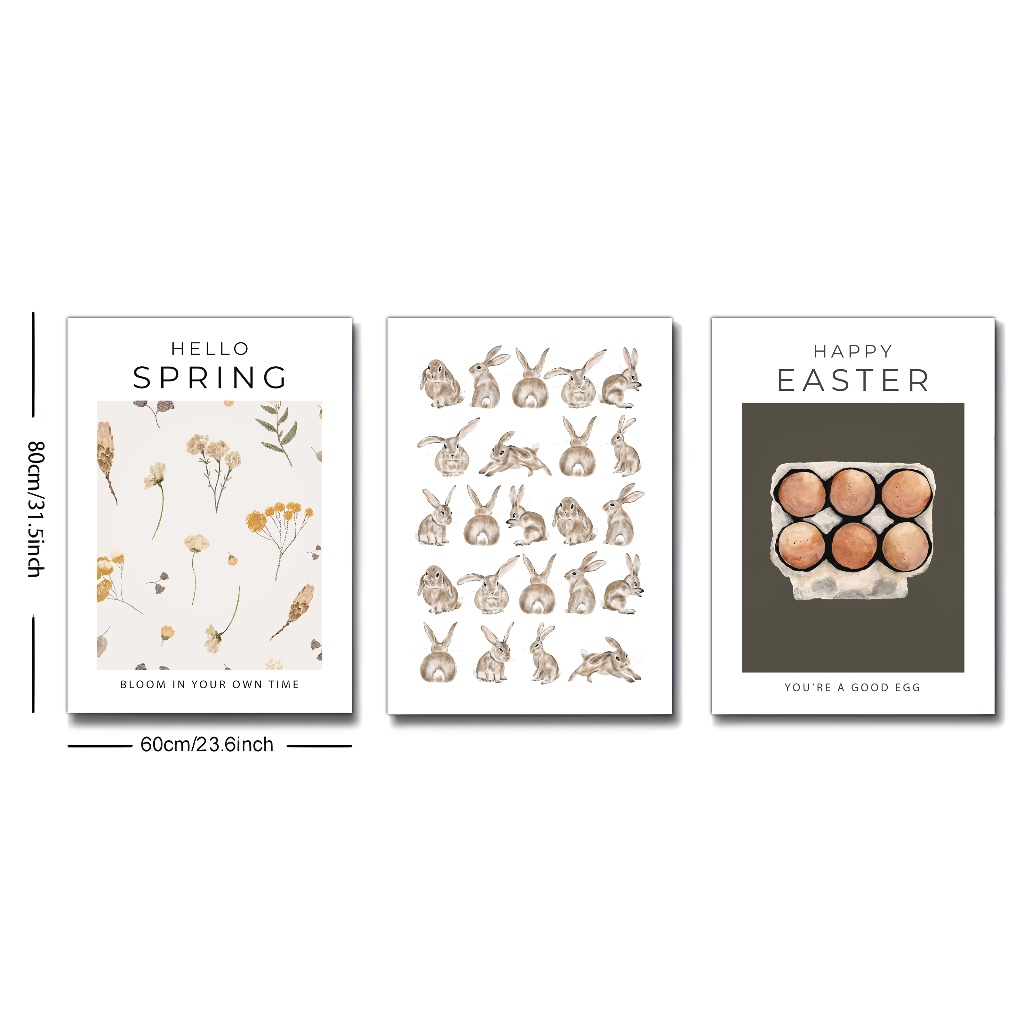 HELLO
SPRING
BLOOM IN YOUR OWN TIME
HAPPY
EASTER
YOU'RE A GOOD EGG
80cm/31.5inch
60cm/23.6inch